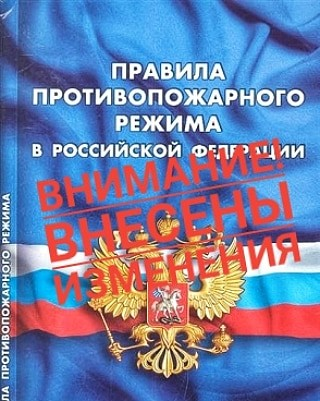 ПРАВИЛА
ПРОТИВОПОЖАРНОГО
РЕЖИМА
В РОССИЙСКОЙ ФЕДЕРАЦИИ
ВНИМАНИЕ!
ВНЕСЕНЫ
ИЗМЕНЕНИЯ
ЛА ПРОТИВОПОЖАРНОГО РЕЖИМА